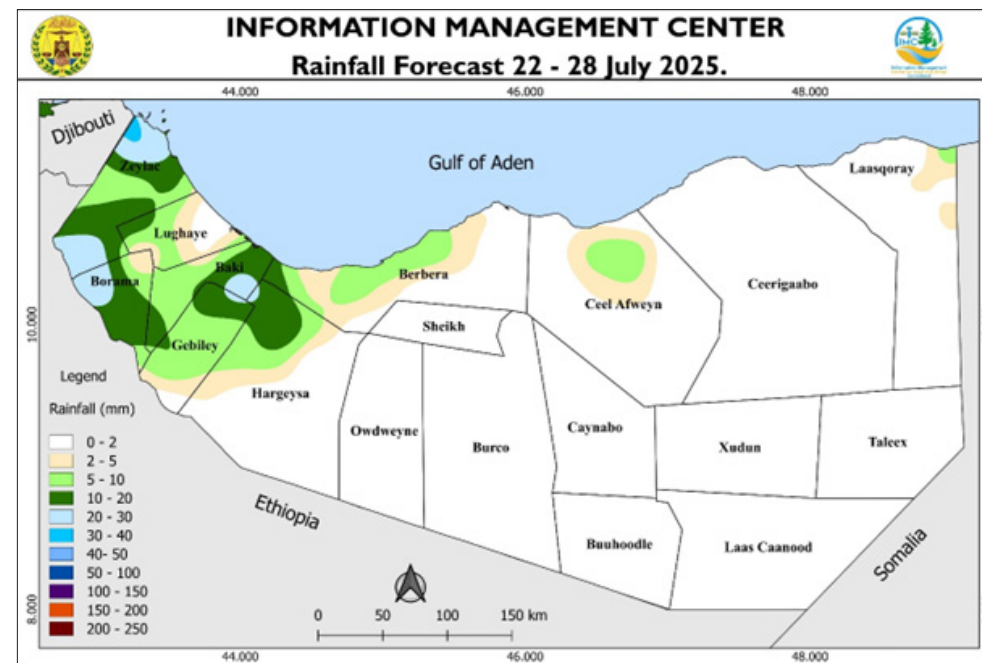 INFORMATION MANAGEMENT CENTER
Rainfall Forecast 22 - 28 July 2025.
IMC
Information Management
44.000
46.000
48.000
Djibouti
Zeylac
Gulf of Aden
Laasqoray
Lughaye
Baki
Borama
Berbera
Ceel Afweyn
Ceerigaabo
10.000
Sheikh
Gebiley
Legend
Hargeysa
Rainfall (mm)
Owdweyne
Burco
Caynabo
Xudun
Taleex
0 - 2
2 - 5
5 - 10
10 - 20
20 - 30
30 - 40
40- 50
50 - 100
100 - 150
150 - 200
200 - 250
Ethiopia
Buuhoodle
Laas Caanood
Somalia
8.000
0 50 100 150 km
44.000
46.000
48.000